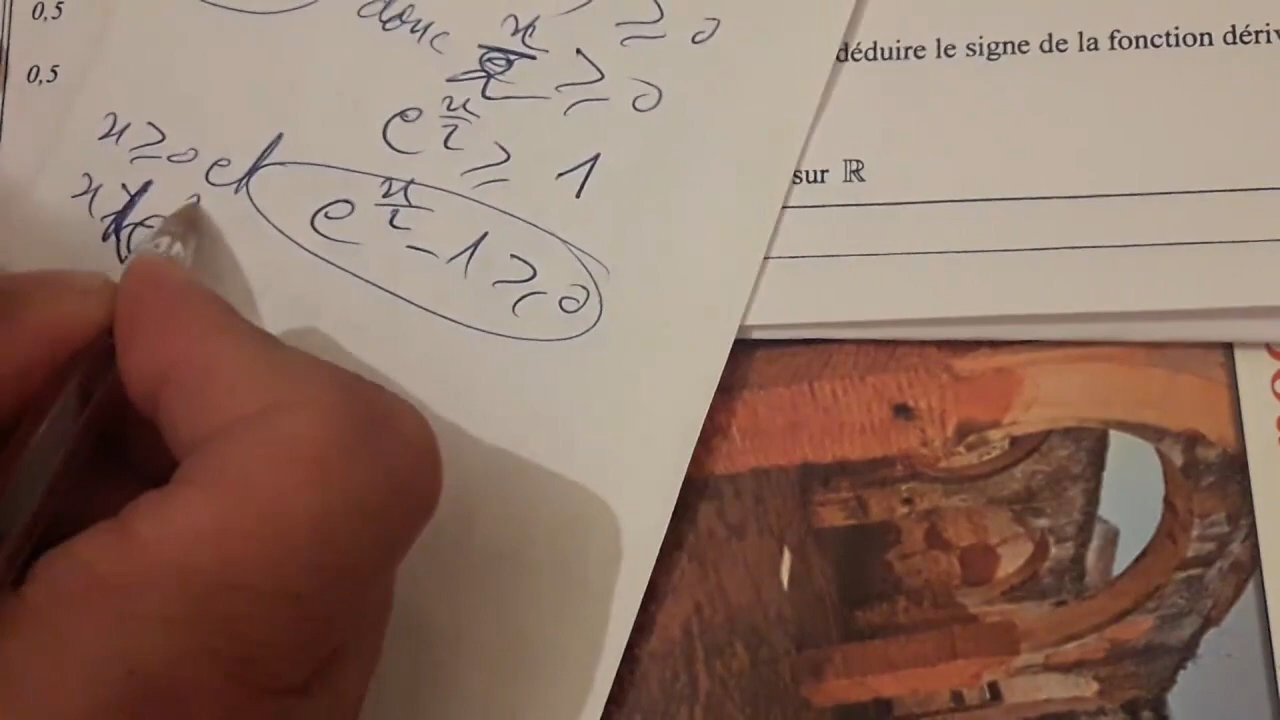 0,5
0,5
≥ 0
donc x/2 ≥ 0
e^{x/2} ≥ 1
x ≥ 0 et e^{x/2} - 1 ≥ 0
x
déduire le signe de la fonction dériv
sur ℝ